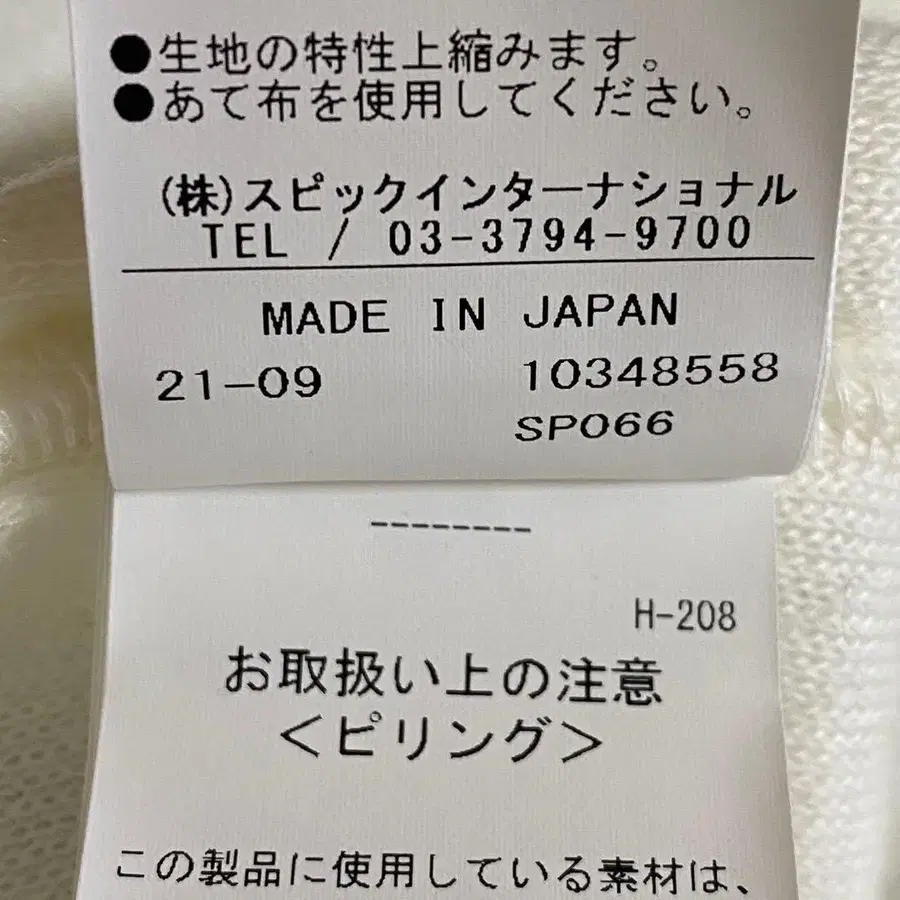 ●生地の特性上縮みます。
●あて布を使用してください。
(株)スピックインターナショナル
TEL / 03-3794-9700
MADE IN JAPAN
21-09 10348558
SP066
--------
H-208
お取扱い上の注意
<ピリング>
この製品に使用している素材は、